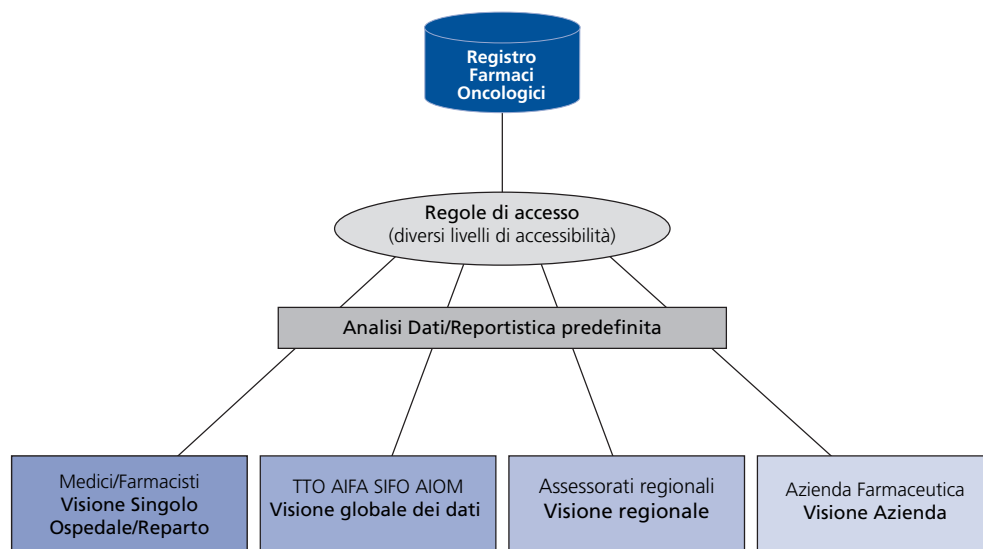 Registro
Farmaci
Oncologici
Regole di accesso
(diversi livelli di accessibilità)
Analisi Dati/Reportistica predefinita
Medici/Farmacisti
Visione Singolo
Ospedale/Reparto
TTO AIFA SIFO AIOM
Visione globale dei dati
Assessorati regionali
Visione regionale
Azienda Farmaceutica
Visione Azienda